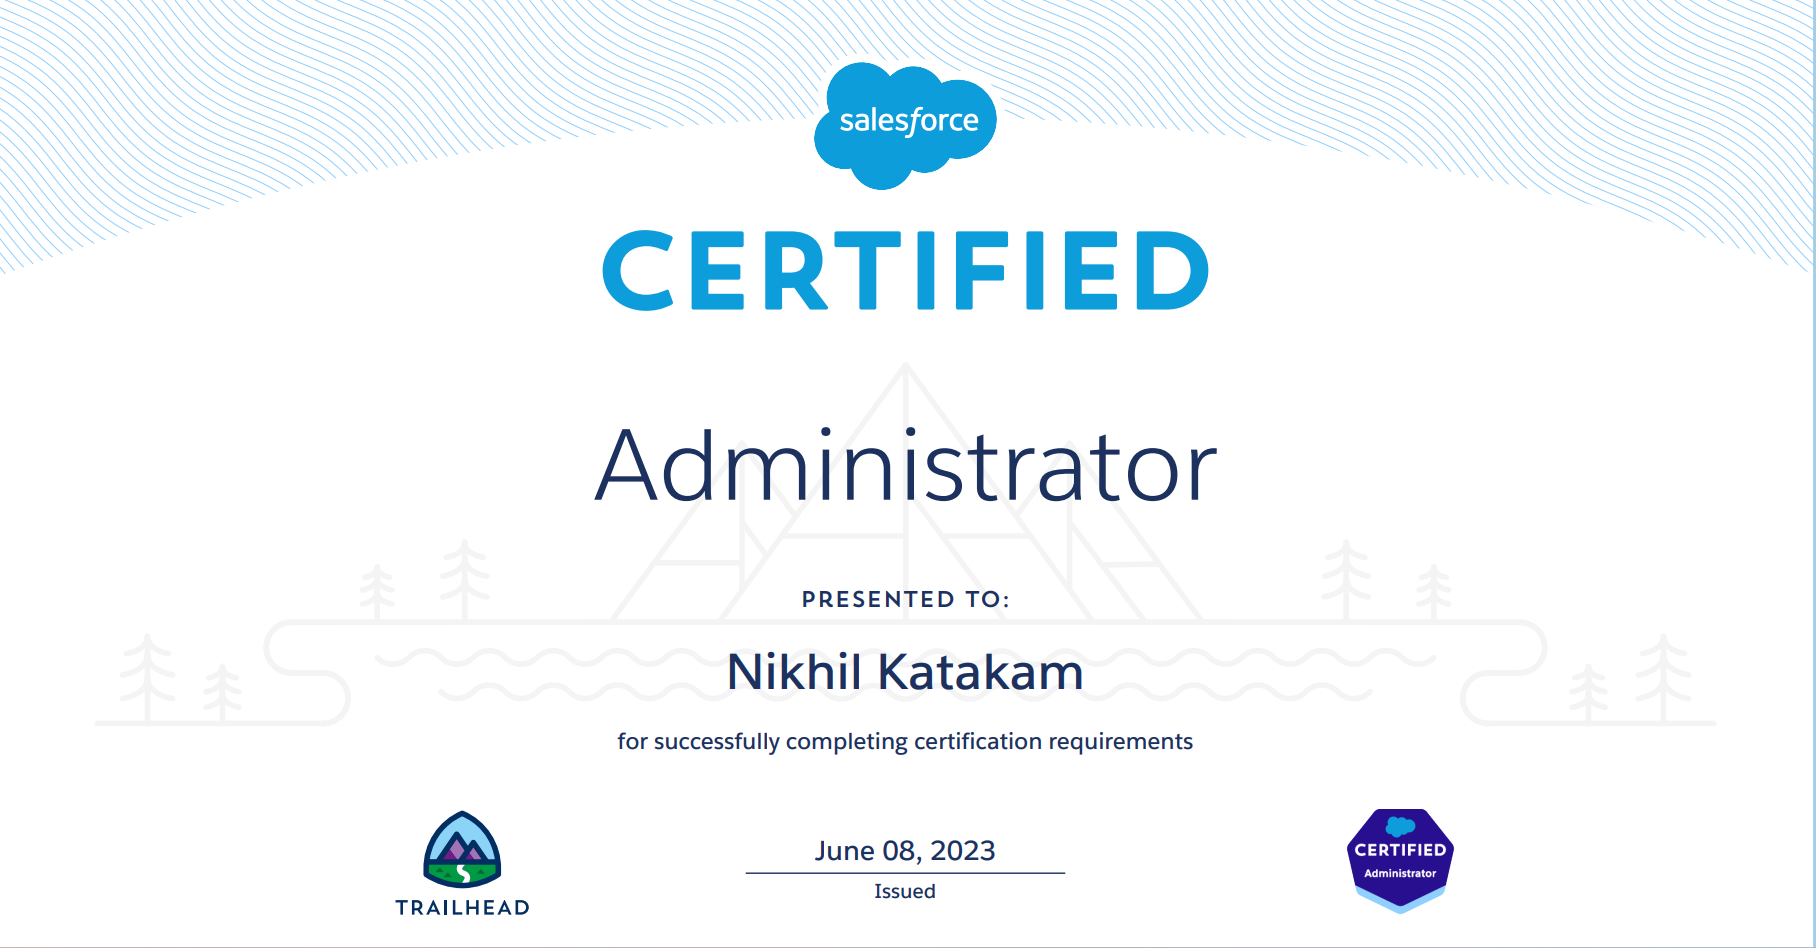 salesforce
CERTIFIED
Administrator
PRESENTED TO:
Nikhil Katakam
for successfully completing certification requirements
TRAILHEAD
June 08, 2023
Issued
CERTIFIED
Administrator